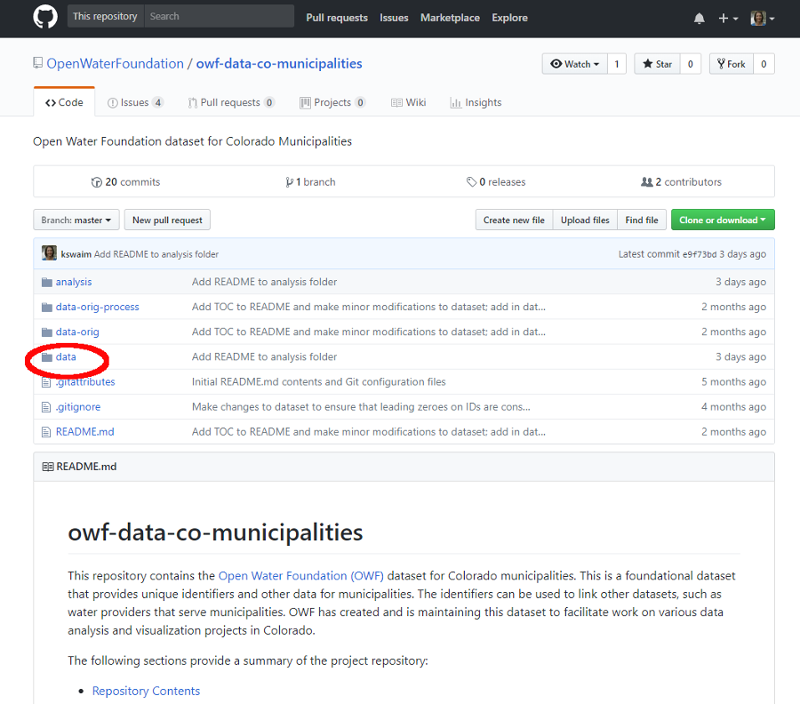 This repository Search Pull requests Issues Marketplace Explore
OpenWaterFoundation / owf-data-co-municipalities Watch 1 Star 0 Fork 0
Code Issues 4 Pull requests 0 Projects 0 Wiki Insights
Open Water Foundation dataset for Colorado Municipalities
20 commits 1 branch 0 releases 2 contributors
Branch: master New pull request Create new file Upload files Find file Clone or download
kswaim Add README to analysis folder Latest commit e9f73bd 3 days ago
analysis Add README to analysis folder 3 days ago
data-orig-process Add TOC to README and make minor modifications to dataset; add in dat... 2 months ago
data-orig Add TOC to README and make minor modifications to dataset; add in dat... 2 months ago
data Add README to analysis folder 3 days ago
.gitattributes Initial README.md contents and Git configuration files 5 months ago
.gitignore Make changes to dataset to ensure that leading zeroes on IDs are cons... 4 months ago
README.md Add TOC to README and make minor modifications to dataset; add in dat... 2 months ago
README.md
owf-data-co-municipalities
This repository contains the Open Water Foundation (OWF) dataset for Colorado municipalities. This is a foundational dataset
that provides unique identifiers and other data for municipalities. The identifiers can be used to link other datasets, such as
water providers that serve municipalities. OWF has created and is maintaining this dataset to facilitate work on various data
analysis and visualization projects in Colorado.
The following sections provide a summary of the project repository:
• Repository Contents